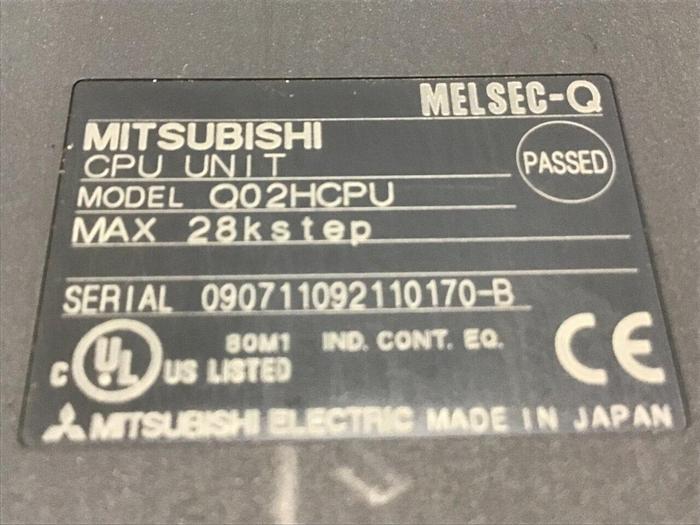 MELSEC-Q
MITSUBISHI
CPU UNIT
PASSED
MODEL Q02HCPU
MAX 28kstep
SERIAL 090711092110170-B
C UL US LISTED 80M1 IND. CONT. EQ. CE
MITSUBISHI ELECTRIC MADE IN JAPAN